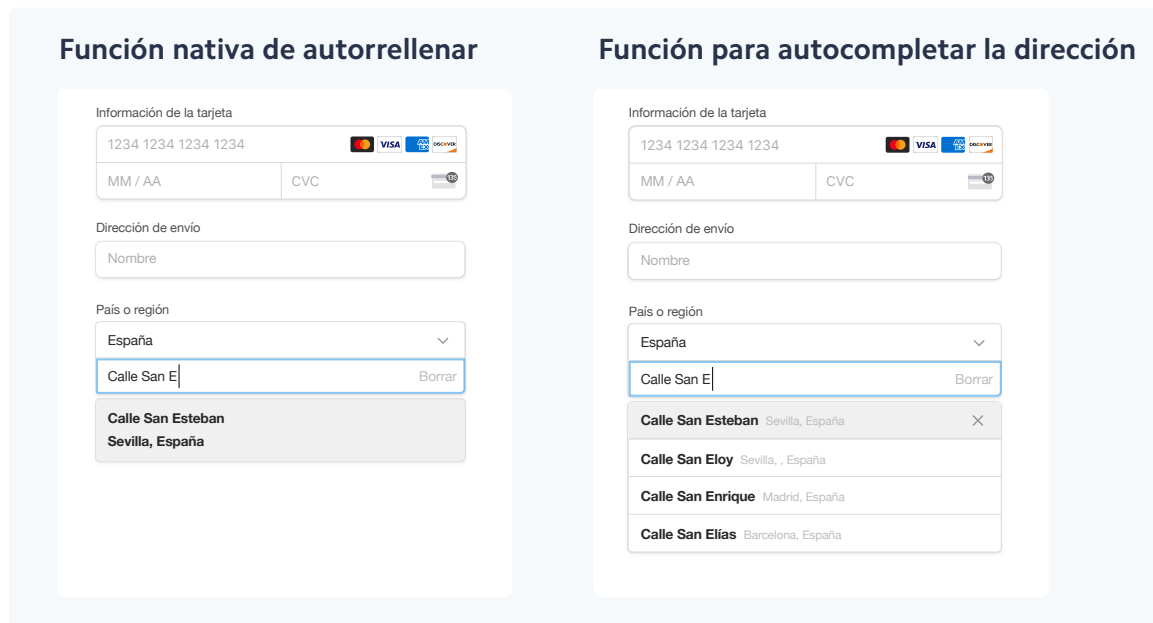 Función nativa de autorrellenar
Información de la tarjeta
1234 1234 1234 1234 VISA AM EX DISCOVER
MM / AA CVC 135
Dirección de envío
Nombre
País o región
España
Calle San E Borrar
Calle San Esteban
Sevilla, España
Función para autocompletar la dirección
Información de la tarjeta
1234 1234 1234 1234 VISA AM EX DISCOVER
MM / AA CVC 135
Dirección de envío
Nombre
País o región
España
Calle San E Borrar
Calle San Esteban Sevilla, España
Calle San Eloy Sevilla, , España
Calle San Enrique Madrid, España
Calle San Elías Barcelona, España